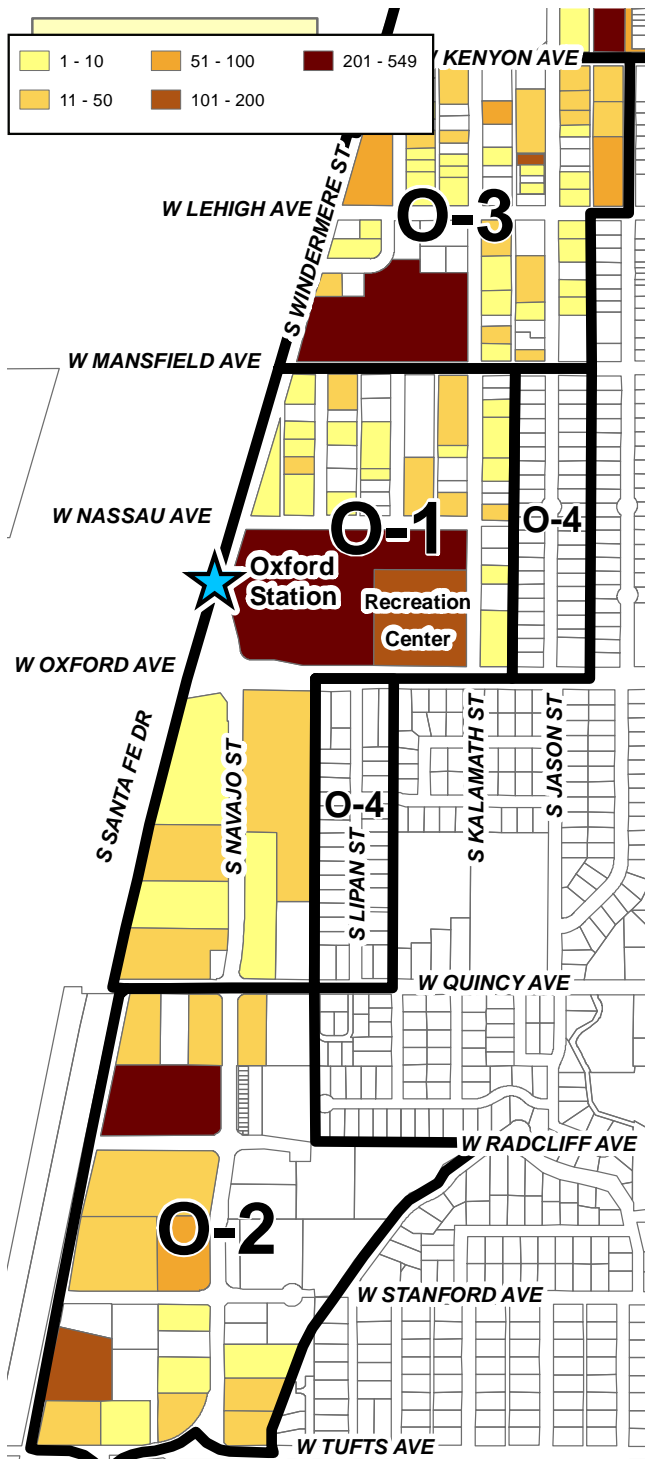 1 - 10
51 - 100
201 - 549
11 - 50
101 - 200
KENYON AVE
S WINDERMERE ST
W LEHIGH AVE
O-3
W MANSFIELD AVE
W NASSAU AVE
O-1
O-4
Oxford
Station
Recreation
Center
W OXFORD AVE
S SANTA FE DR
S NAVAJO ST
O-4
S LIPAN ST
S KALAMATH ST
S JASON ST
W QUINCY AVE
W RADCLIFF AVE
O-2
W STANFORD AVE
W TUFTS AVE